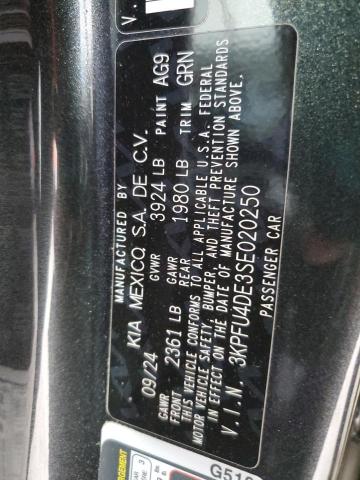 MANUFACTURED BY
KIA MEXICO, S.A. DE C.V.
09/24 GVWR 3924 LB PAINT AG9
GAWR FRONT 2361 LB GAWR REAR 1980 LB TRIM GRN
THIS VEHICLE CONFORMS TO ALL APPLICABLE U.S.A. FEDERAL
MOTOR VEHICLE SAFETY, BUMPER, AND THEFT PREVENTION STANDARDS
IN EFFECT ON THE DATE OF MANUFACTURE SHOWN ABOVE.
V.I.N. 3KPFU4DE3SE020250
PASSENGER CAR
V.
G510